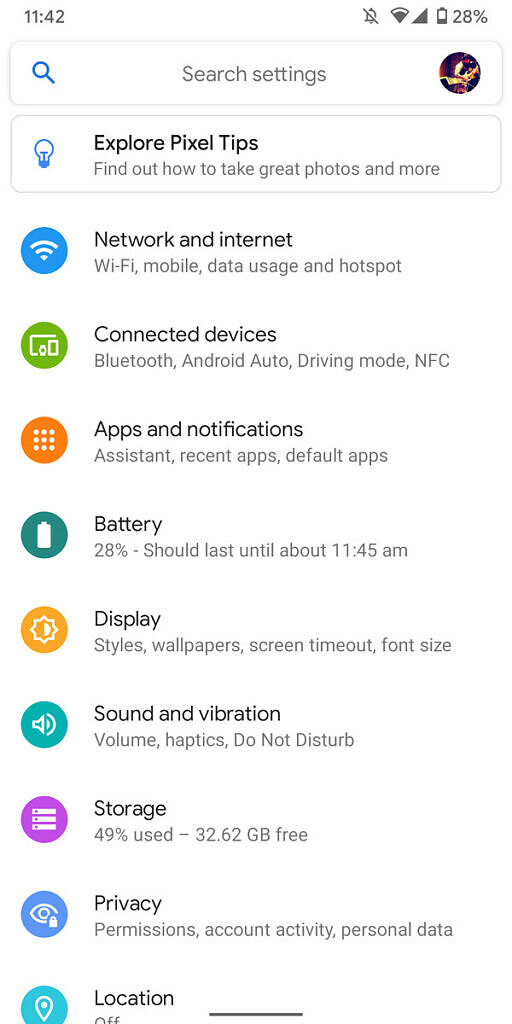 11:42
28%
Search settings
Explore Pixel Tips
Find out how to take great photos and more
Network and internet
Wi-Fi, mobile, data usage and hotspot
Connected devices
Bluetooth, Android Auto, Driving mode, NFC
Apps and notifications
Assistant, recent apps, default apps
Battery
28% - Should last until about 11:45 am
Display
Styles, wallpapers, screen timeout, font size
Sound and vibration
Volume, haptics, Do Not Disturb
Storage
49% used – 32.62 GB free
Privacy
Permissions, account activity, personal data
Location
Off